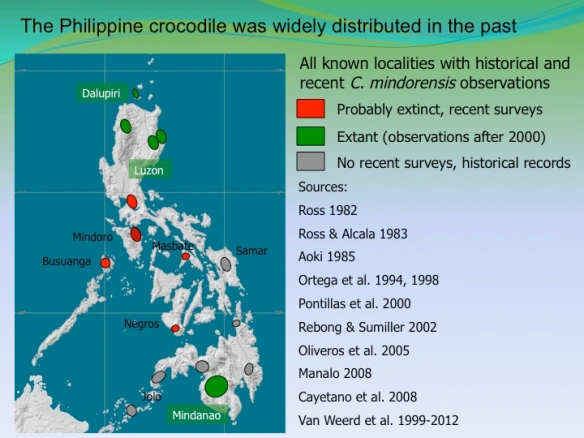 The Philippine crocodile was widely distributed in the past
All known localities with historical and
recent C. mindorensis observations
Probably extinct, recent surveys
Extant (observations after 2000)
No recent surveys, historical records
Sources:
Ross 1982
Ross & Alcala 1983
Aoki 1985
Ortega et al. 1994, 1998
Pontillas et al. 2000
Rebong & Sumiller 2002
Oliveros et al. 2005
Manalo 2008
Cayetano et al. 2008
Van Weerd et al. 1999-2012
Dalupiri
Luzon
Mindoro
Masbate
Samar
Busuanga
Negros
Jolo
Mindanao